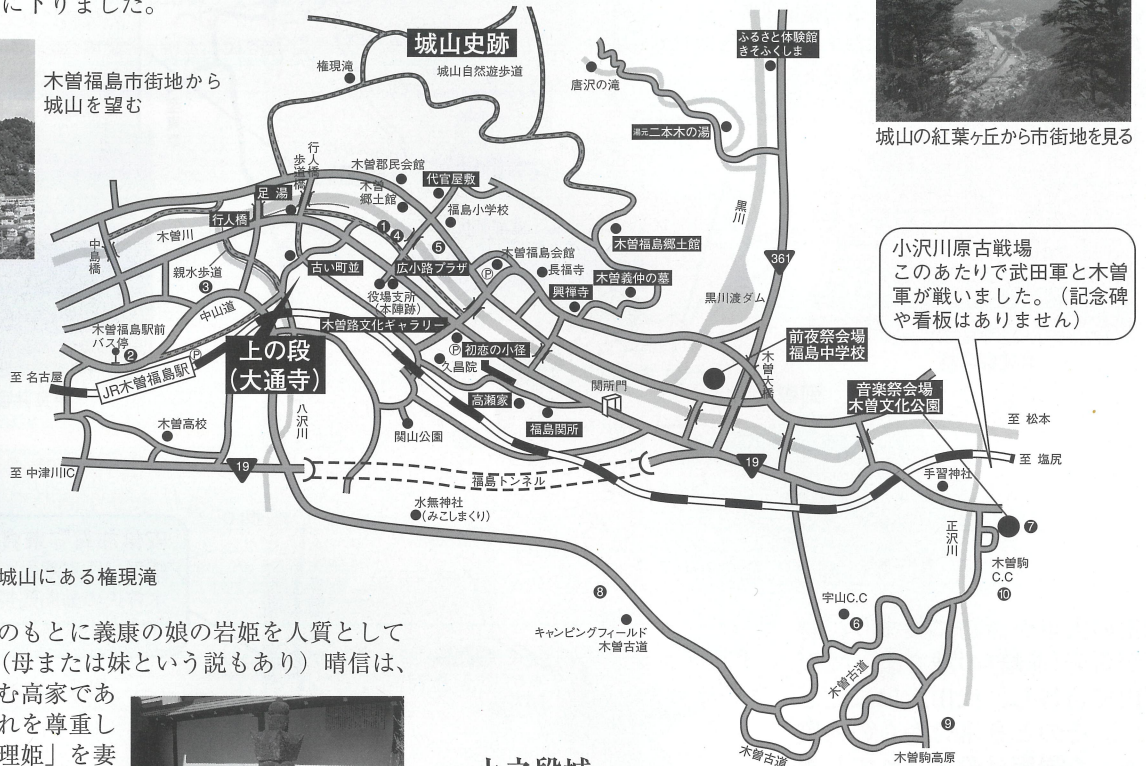 に下りました。
木曽福島市街地から
城山を望む
城山の紅葉ヶ丘から市街地を見る
城山史跡
城山自然遊歩道
権現滝
唐沢の滝
ふるさと体験館
きそふくしま
湯元二本木の湯
黒川
361
黒川渡ダム
小沢川原古戦場
このあたりで武田軍と木曽
軍が戦いました。（記念碑
や看板はありません）
行人橋
歩道橋
木曽郡民会館
木曽
郷土館
代官屋敷
足湯
福島小学校
行人橋
木曽川
中島橋
❶
❹
❺
木曽福島郷土館
木曽福島会館
Ⓟ
長福寺
木曽義仲の墓
興禅寺
古い町並
広小路プラザ
親水歩道
❸
役場支所
（本陣跡）
中山道
木曽路文化ギャラリー
木曽福島駅前
バス停
❷
Ⓟ
Ⓟ
初恋の小径
久昌院
上の段
（大通寺）
至 名古屋
JR木曽福島駅
前夜祭会場
福島中学校
木曽大橋
音楽祭会場
木曽文化公園
関所門
高瀬家
福島関所
八沢川
関山公園
木曽高校
至 中津川IC
19
福島トンネル
19
至 松本
至 塩尻
手習神社
水無神社
（みこしまくり）
正沢川
❼
木曽駒
C.C
❿
城山にある権現滝
❽
キャンピングフィールド
木曽古道
宇山C.C
❻
木曽古道
木曽古道
❾
木曽駒高原
のもとに義康の娘の岩姫を人質として
（母または妹という説もあり）晴信は、
む高家であ
れを尊重し
理姫」を妻